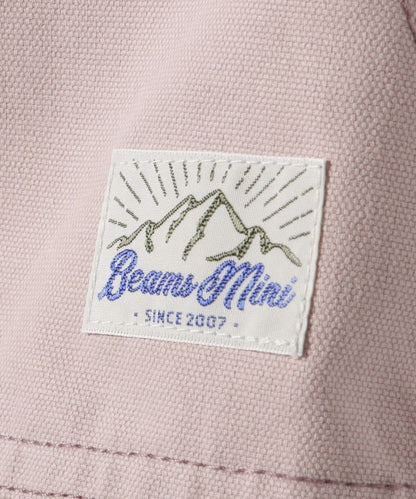 Beams Mini
· SINCE 2007 ·